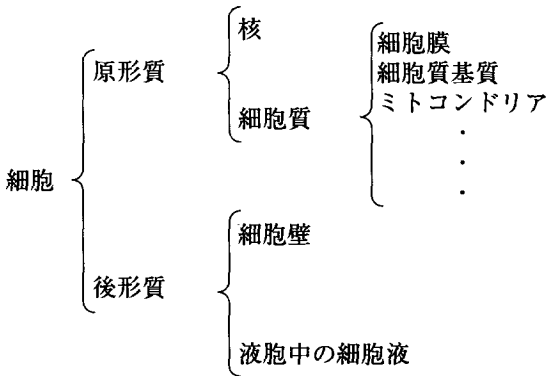 核
細胞膜
原形質
細胞質基質
ミトコンドリア
細胞質
・
・
細胞
・
細胞壁
後形質
液胞中の細胞液